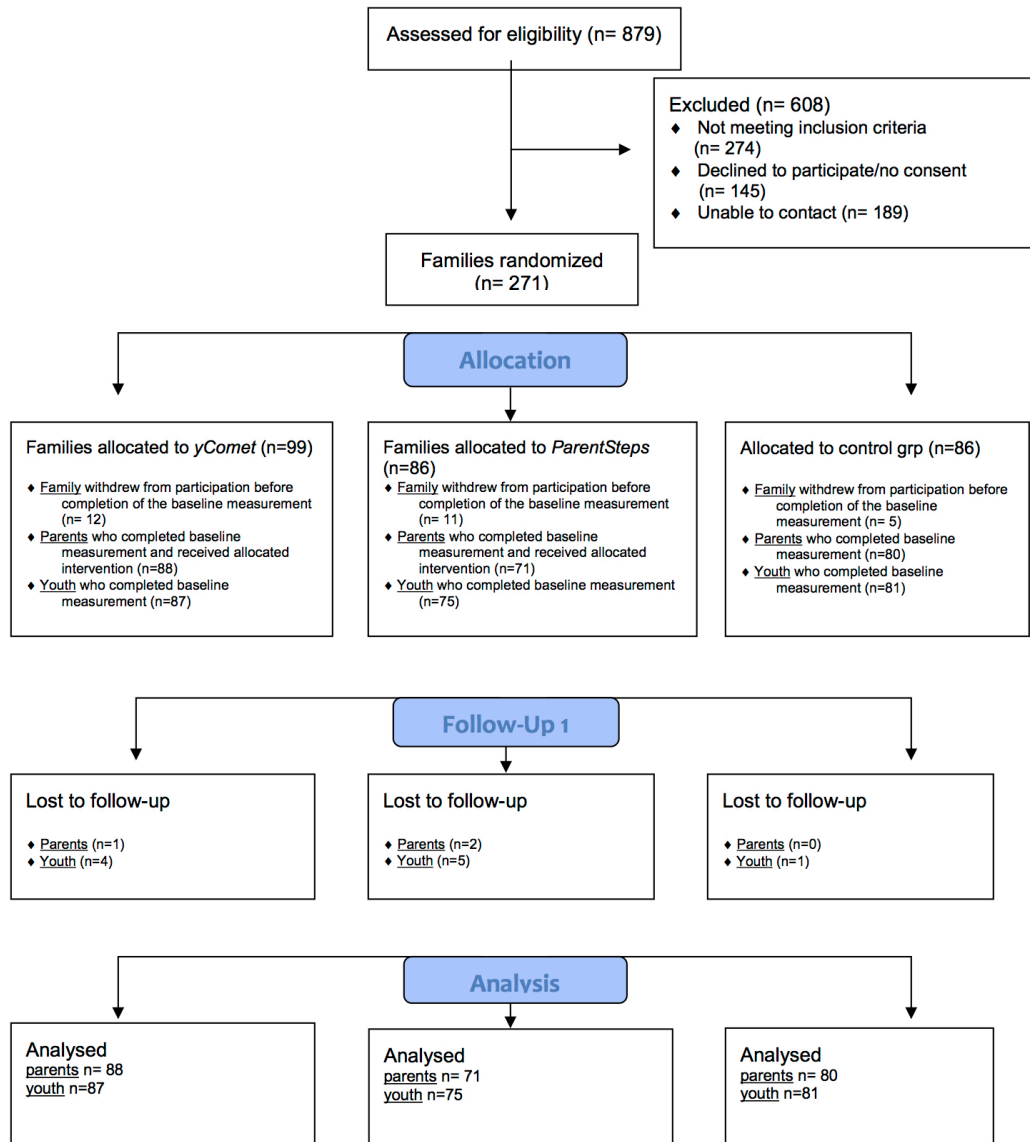 Assessed for eligibility (n= 879)
Excluded (n= 608)
♦ Not meeting inclusion criteria
(n= 274)
♦ Declined to participate/no consent
(n= 145)
♦ Unable to contact (n= 189)
Families randomized
(n= 271)
Allocation
Families allocated to yComet (n=99)
♦ Family withdrew from participation before
completion of the baseline measurement
(n= 12)
♦ Parents who completed baseline
measurement and received allocated
intervention (n=88)
♦ Youth who completed baseline
measurement (n=87)
Families allocated to ParentSteps
(n=86)
♦ Family withdrew from participation before
completion of the baseline measurement
(n= 11)
♦ Parents who completed baseline
measurement and received allocated
intervention (n=71)
♦ Youth who completed baseline
measurement (n=75)
Allocated to control grp (n=86)
♦ Family withdrew from participation before
completion of the baseline
measurement (n= 5)
♦ Parents who completed baseline
measurement (n=80)
♦ Youth who completed baseline
measurement (n=81)
Follow-Up 1
Lost to follow-up
♦ Parents (n=1)
♦ Youth (n=4)
Lost to follow-up
♦ Parents (n=2)
♦ Youth (n=5)
Lost to follow-up
♦ Parents (n=0)
♦ Youth (n=1)
Analysis
Analysed
parents n= 88
youth n=87
Analysed
parents n= 71
youth n=75
Analysed
parents n= 80
youth n=81